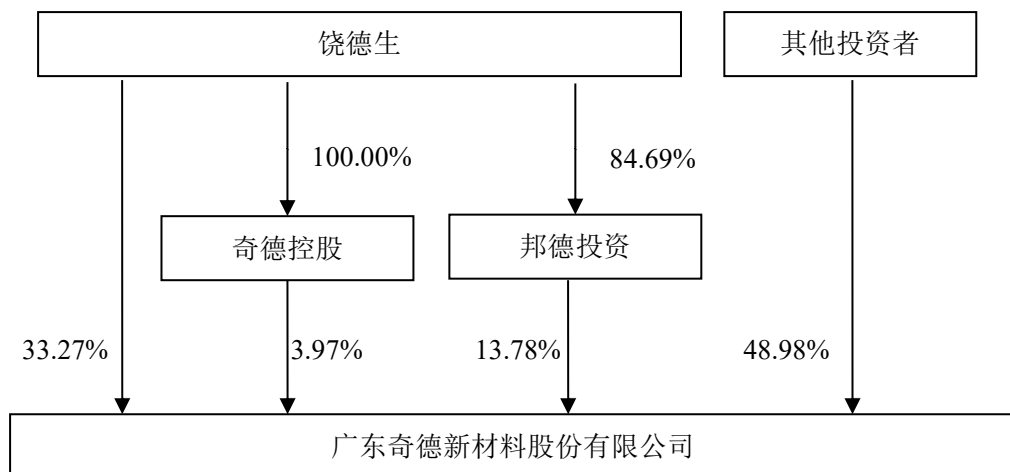 饶德生
其他投资者
100.00%
84.69%
奇德控股
邦德投资
33.27%
3.97%
13.78%
48.98%
广东奇德新材料股份有限公司